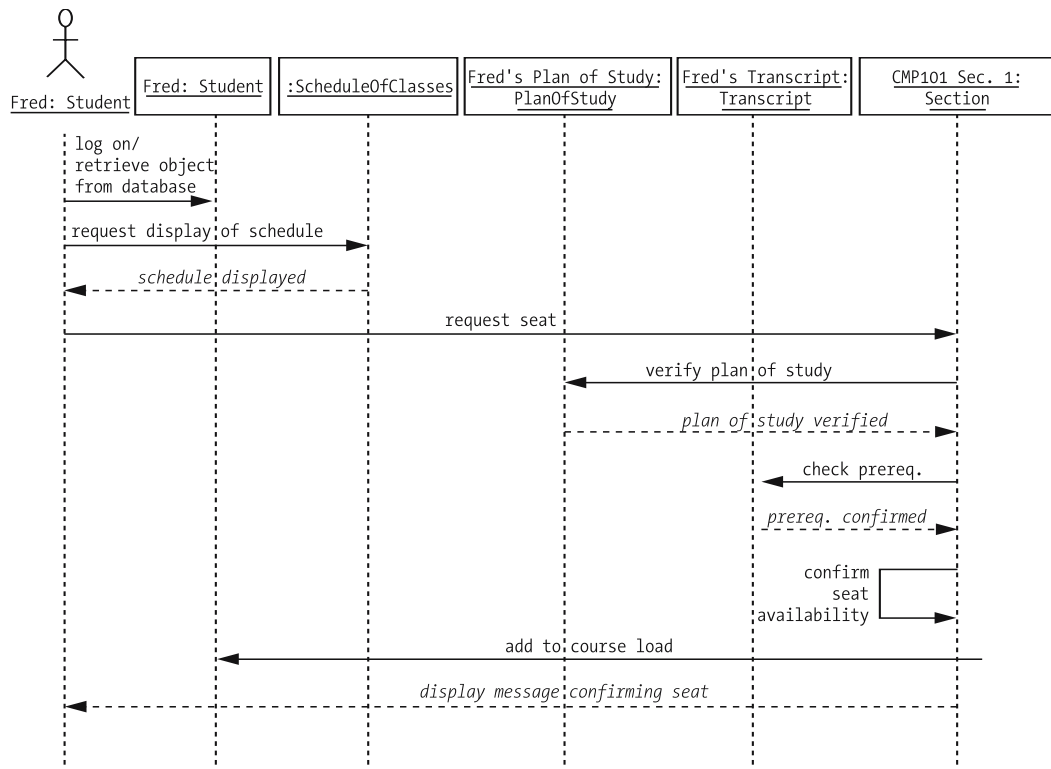 Fred: Student
Fred: Student
:ScheduleOfClasses
Fred's Plan of Study:
PlanOfStudy
Fred's Transcript:
Transcript
CMP101 Sec. 1:
Section
log on/
retrieve object
from database
request display of schedule
schedule displayed
request seat
verify plan of study
plan of study verified
check prereq.
prereq. confirmed
confirm
seat
availability
add to course load
display message confirming seat